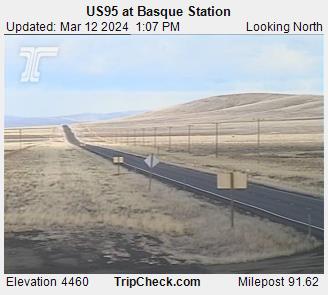 US95 at Basque Station
Updated: Mar 12 2024 1:07 PM Looking North
Elevation 4460 TripCheck.com Milepost 91.62